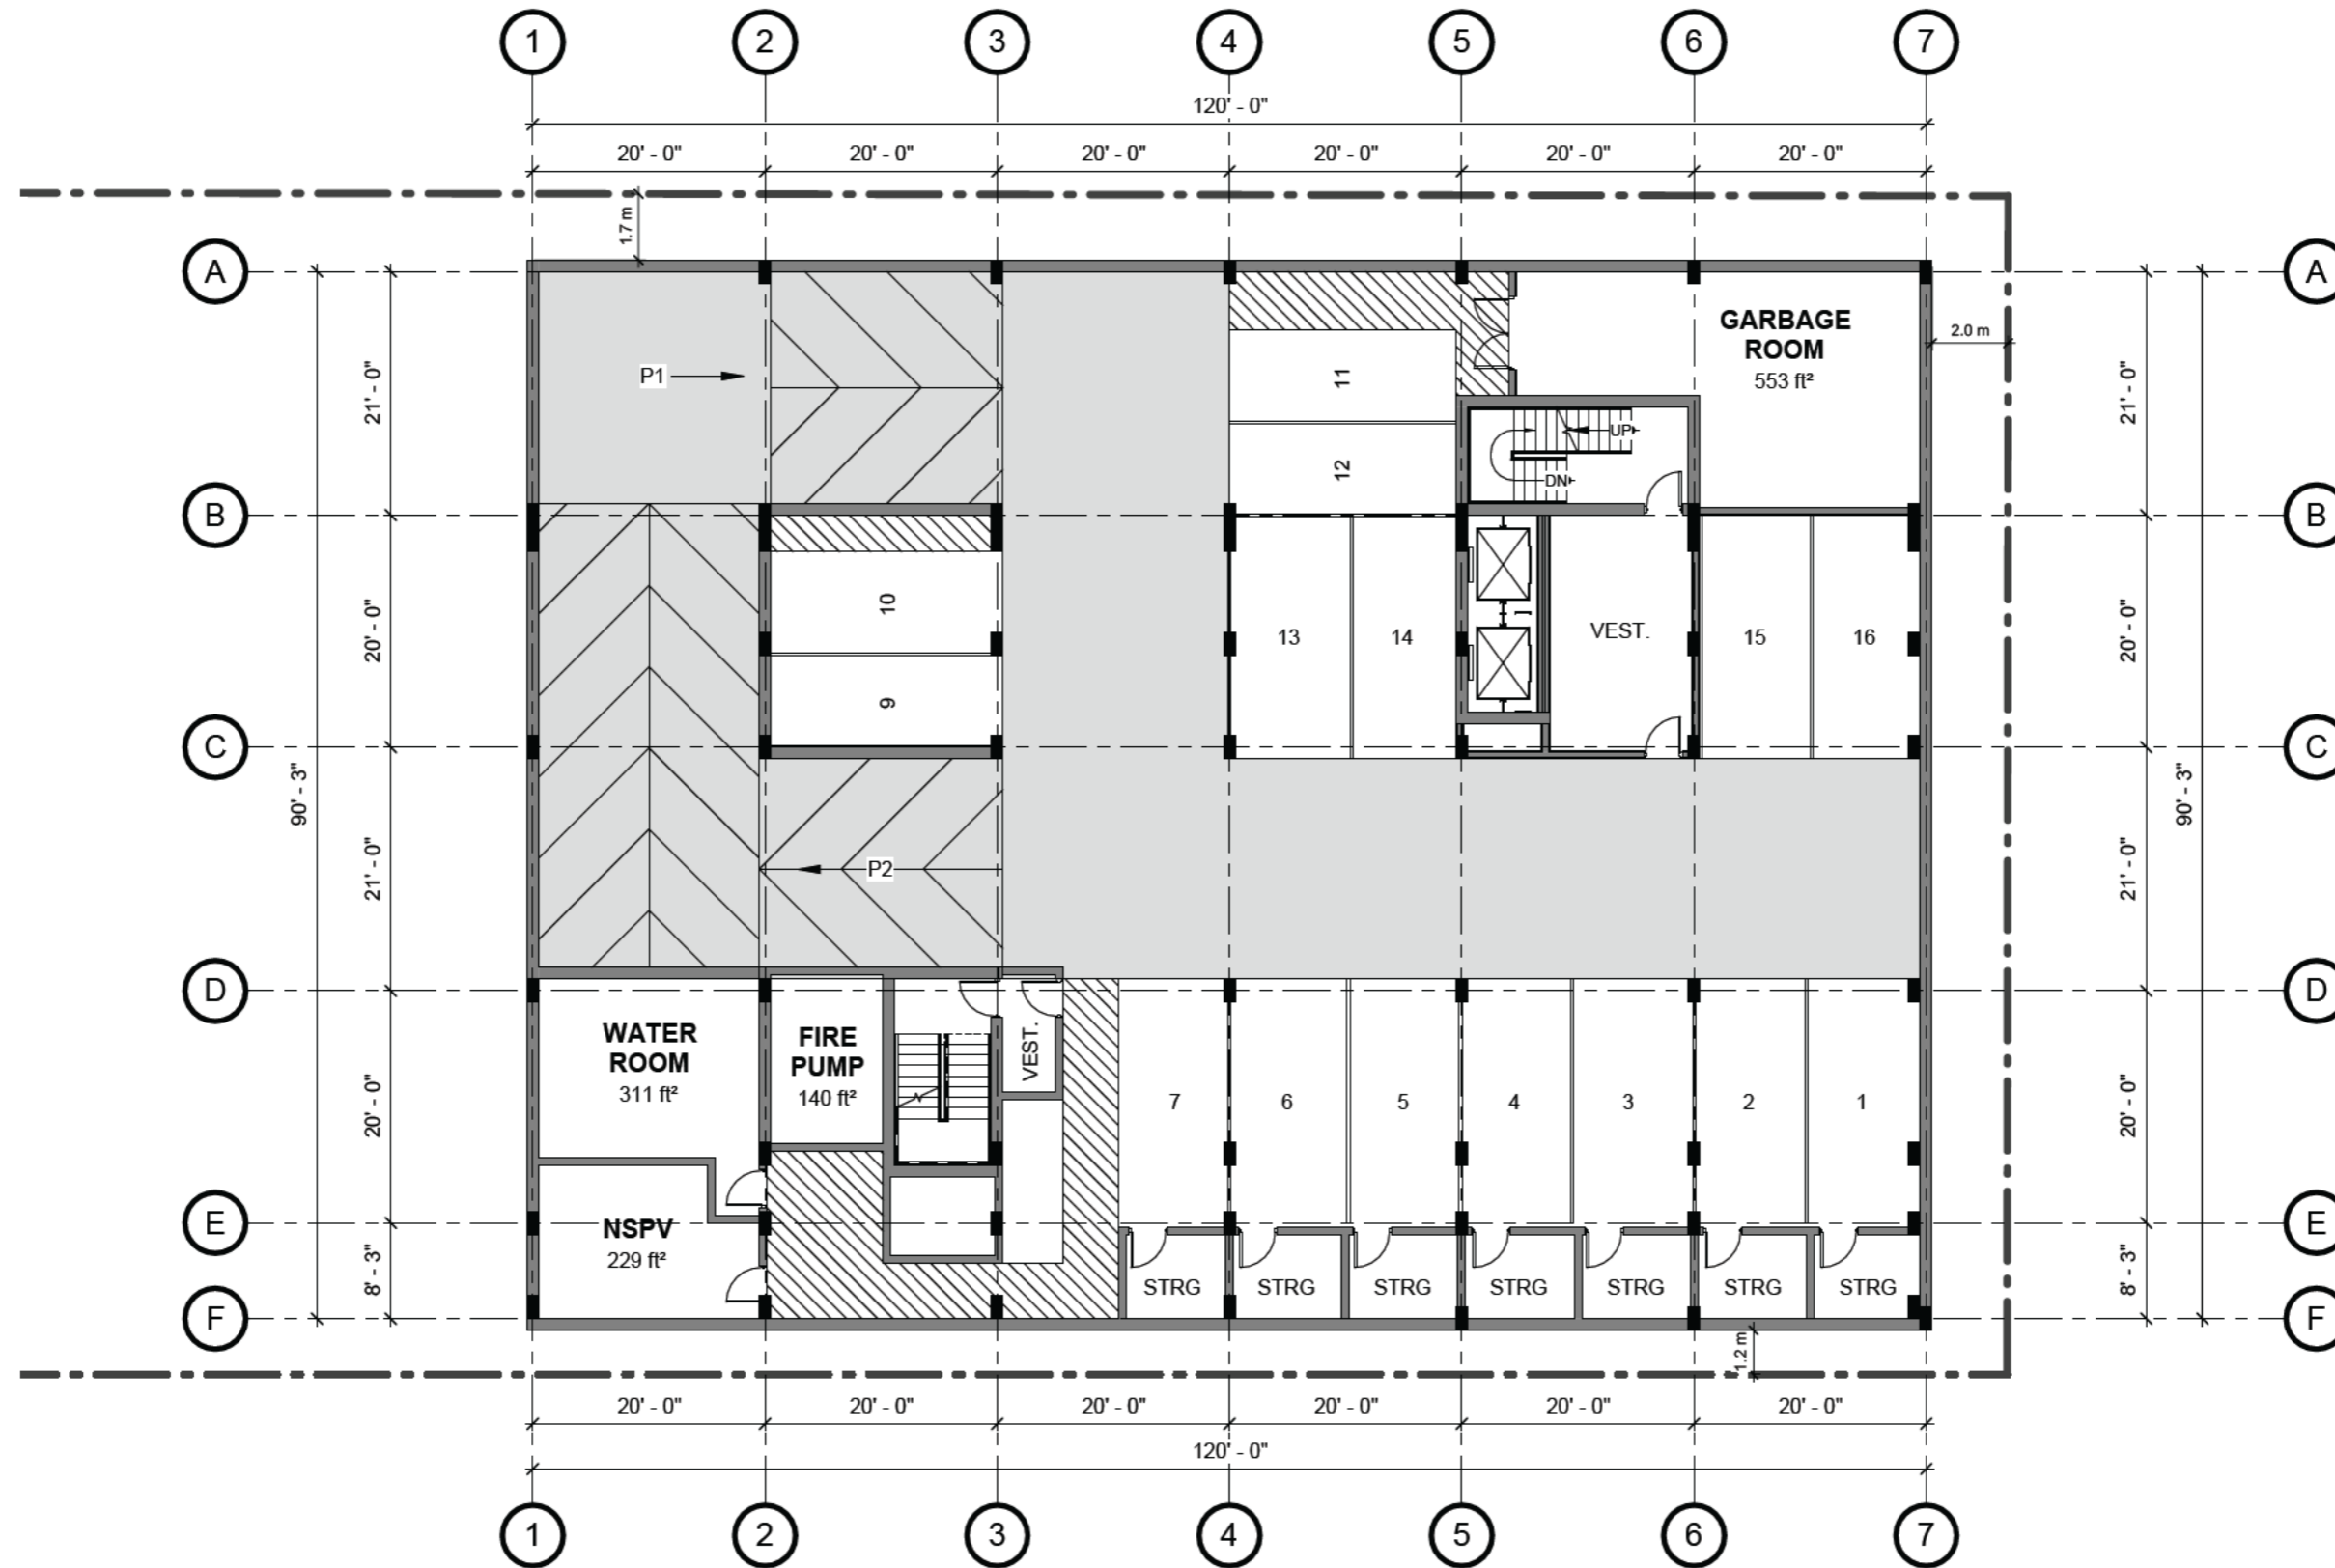 1 2 3 4 5 6 7
120' - 0"
20' - 0" 20' - 0" 20' - 0" 20' - 0" 20' - 0" 20' - 0"
1.7 m
A A
GARBAGE
ROOM
553 ft²
2.0 m
P1
11
21' - 0" 21' - 0"
UP
12
DN
B B
10
20' - 0" 13 14 VEST. 15 16 20' - 0"
9
C C
90' - 3" 90' - 3"
21' - 0" P2 21' - 0"
D D
WATER
ROOM
311 ft²
FIRE
PUMP
140 ft²
VEST.
20' - 0" 7 6 5 4 3 2 1 20' - 0"
E E
NSPV
229 ft²
8' - 3" STRG STRG STRG STRG STRG STRG STRG 8' - 3"
F F
1.2 m
20' - 0" 20' - 0" 20' - 0" 20' - 0" 20' - 0" 20' - 0"
120' - 0"
1 2 3 4 5 6 7